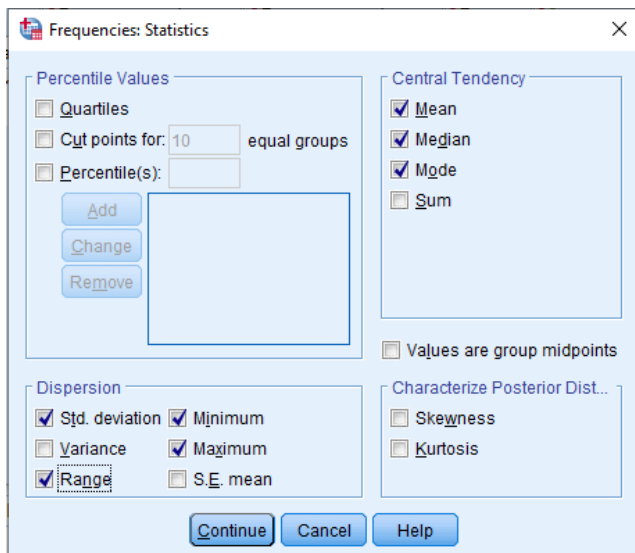 Frequencies: Statistics
Percentile Values
Quartiles
Cut points for: 10 equal groups
Percentile(s):
Add
Change
Remove
Central Tendency
Mean
Median
Mode
Sum
Values are group midpoints
Dispersion
Std. deviation Minimum
Variance Maximum
Range S.E. mean
Characterize Posterior Dist...
Skewness
Kurtosis
Continue Cancel Help